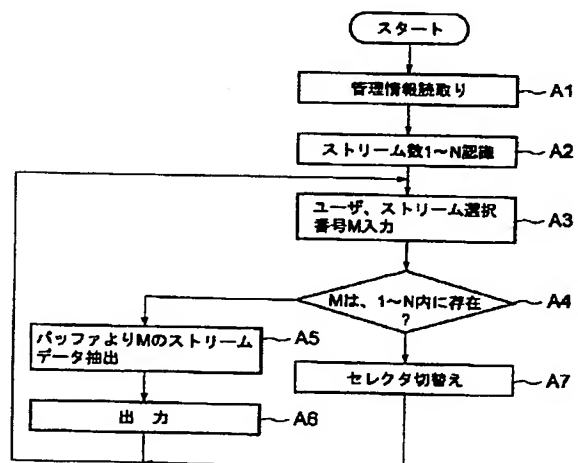 スタート
管理情報読取り
A1
ストリーム数1～N認識
A2
ユーザ、ストリーム選択
番号M入力
A3
Mは、1～N内に存在
?
A4
バッファよりMのストリーム
データ抽出
A5
セレクタ切替え
A7
出 力
A6